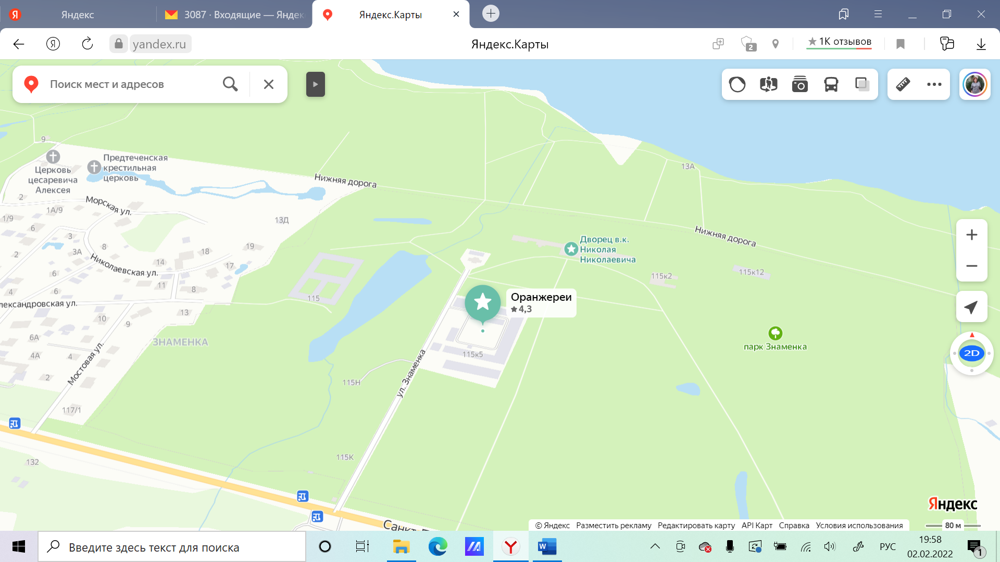 Яндекс
3087 · Входящие — Яндек
Яндекс.Карты
yandex.ru
Яндекс.Карты
2
1К отзывов
Поиск мест и адресов
9
Церковь
цесаревича
Алексея
Предтеченская
крестильная
церковь
Нижняя дорога
13А
2
1А/9
Морская ул.
1/9
6
3
13Д
Нижняя дорога
Дворец в.к.
Николая
Николаевича
8
19
3А
18
2
14
17
Николаевская ул.
6
115к2
115к12
11
8
4
6
115
Оранжереи
4,3
лександровская ул.
13
10
9
6А
ЗНАМЕНКА
парк Знаменка
4А
4
115к5
2D
Мостовая ул.
ул. Знаменка
2
115Н
117/1
115К
132
Яндекс
Санкт-П
© Яндекс Разместить рекламу Редактировать карту API Карт Справка Условия использования
80 м
Введите здесь текст для поиска
РУС
19:58
02.02.2022
1